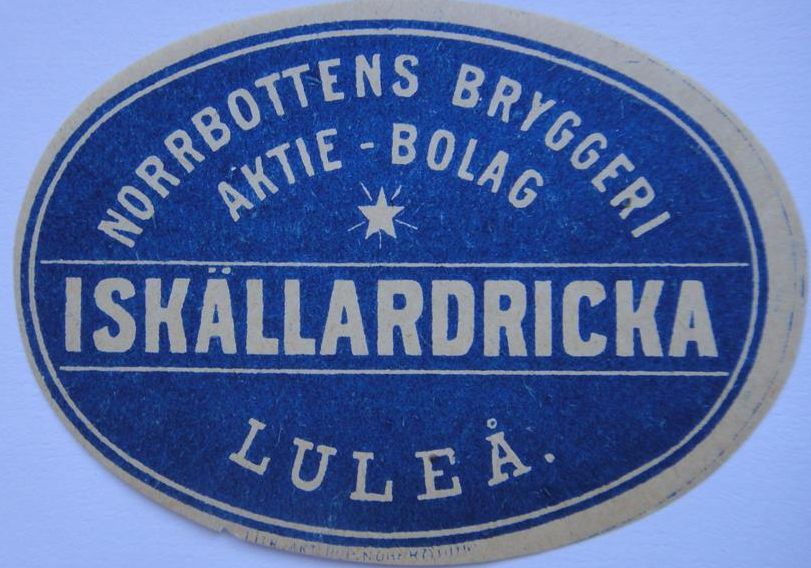 NORRBOTTENS BRYGGERI
AKTIE-BOLAG
ISKÄLLARDRICKA
LULEÅ.